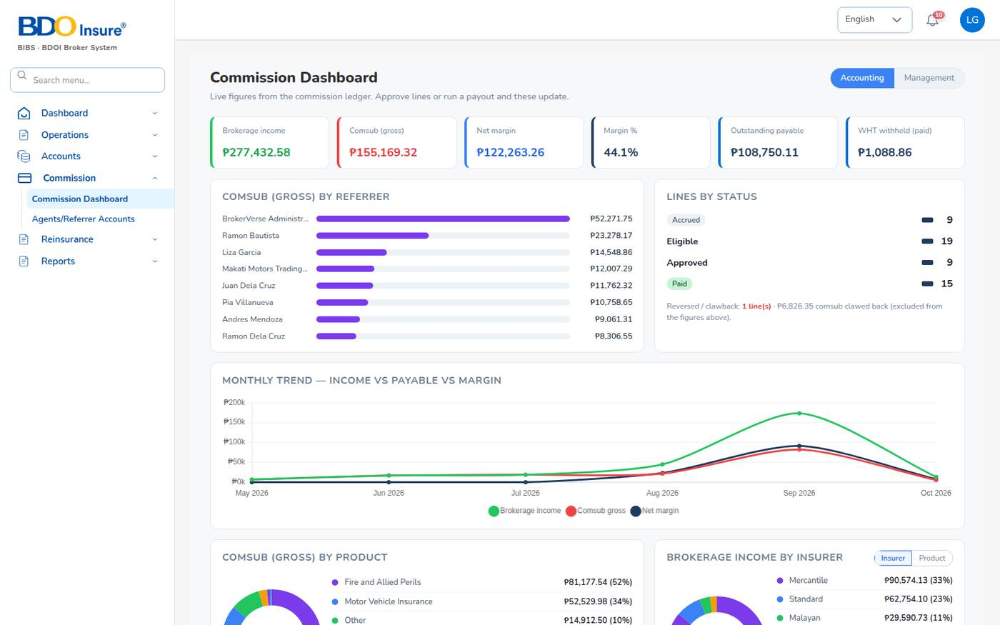 BDO Insure®
BIBS · BDOI Broker System
Search menu...
Dashboard
Operations
Accounts
Commission
Commission Dashboard
Agents/Referrer Accounts
Reinsurance
Reports
English
10
LG
Commission Dashboard
Live figures from the commission ledger. Approve lines or run a payout and these update.
Accounting
Management
Brokerage income
₱277,432.58
Comsub (gross)
₱155,169.32
Net margin
₱122,263.26
Margin %
44.1%
Outstanding payable
₱108,750.11
WHT withheld (paid)
₱1,088.86
COMSUB (GROSS) BY REFERRER
BrokerVerse Administr... ₱52,271.75
Ramon Bautista ₱23,278.17
Liza Garcia ₱14,548.86
Makati Motors Trading... ₱12,007.29
Juan Dela Cruz ₱11,762.32
Pia Villanueva ₱10,758.65
Andres Mendoza ₱9,061.31
Ramon Dela Cruz ₱8,306.55
LINES BY STATUS
Accrued 9
Eligible 19
Approved 9
Paid 15
Reversed / clawback: 1 line(s) · ₱6,826.35 comsub clawed back (excluded from
the figures above).
MONTHLY TREND — INCOME VS PAYABLE VS MARGIN
₱200k
₱150k
₱100k
₱50k
₱0k
May 2026 Jun 2026 Jul 2026 Aug 2026 Sep 2026 Oct 2026
Brokerage income Comsub gross Net margin
COMSUB (GROSS) BY PRODUCT
Fire and Allied Perils ₱81,177.54 (52%)
Motor Vehicle Insurance ₱52,529.98 (34%)
Other ₱14,912.50 (10%)
BROKERAGE INCOME BY INSURER
Insurer Product
Mercantile ₱90,574.13 (33%)
Standard ₱62,754.10 (23%)
Malayan ₱29,590.73 (11%)